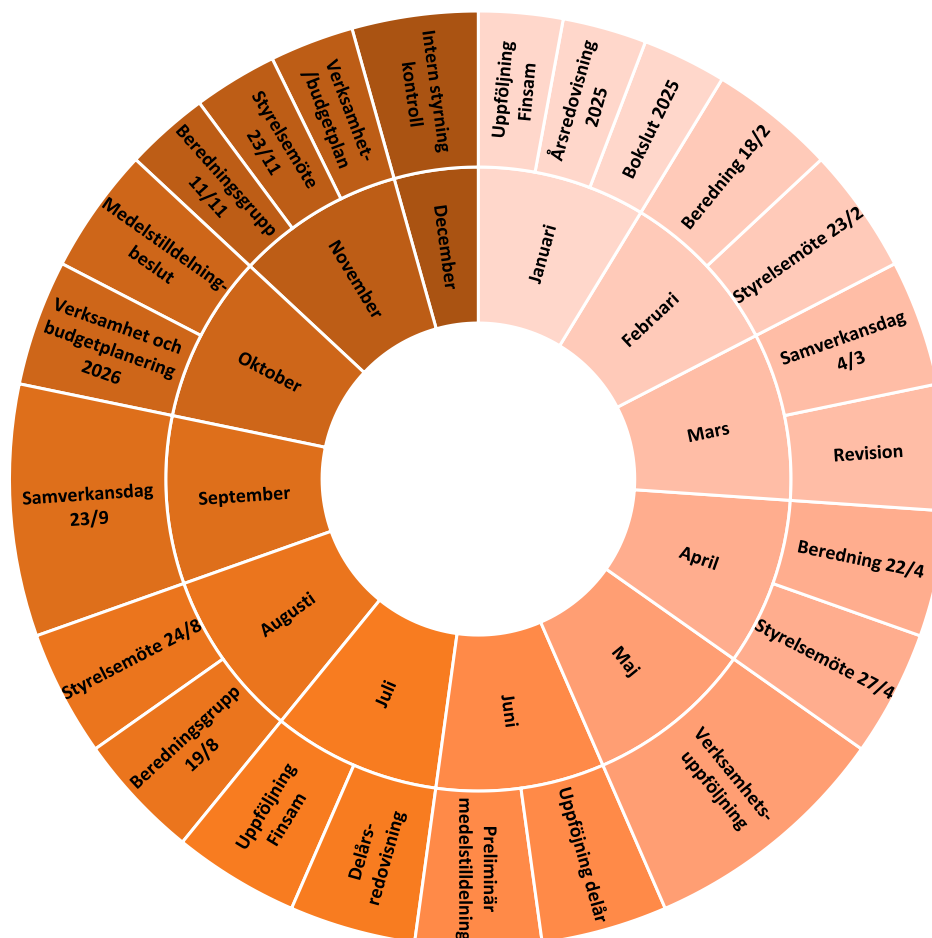 Januari
Uppföljning
Finsam
Årsredovisning
2025
Bokslut 2025
Februari
Beredning 18/2
Styrelsemöte 23/2
Mars
Samverkansdag
4/3
Revision
April
Beredning 22/4
Styrelsemöte 27/4
Maj
Verksamhets-
uppföljning
Juni
Uppföjning delår
Preliminär
medelstilldelning
Juli
Delårs-
redovisning
Uppföljning
Finsam
Augusti
Beredningsgrupp
19/8
Styrelsemöte 24/8
September
Samverkansdag
23/9
Oktober
Verksamhet och
budgetplanering
2026
Medelstilldelning-
beslut
November
Beredningsgrupp
11/11
Styrelsemöte
23/11
Verksamhet-
/budgetplan
December
Intern styrning
kontroll